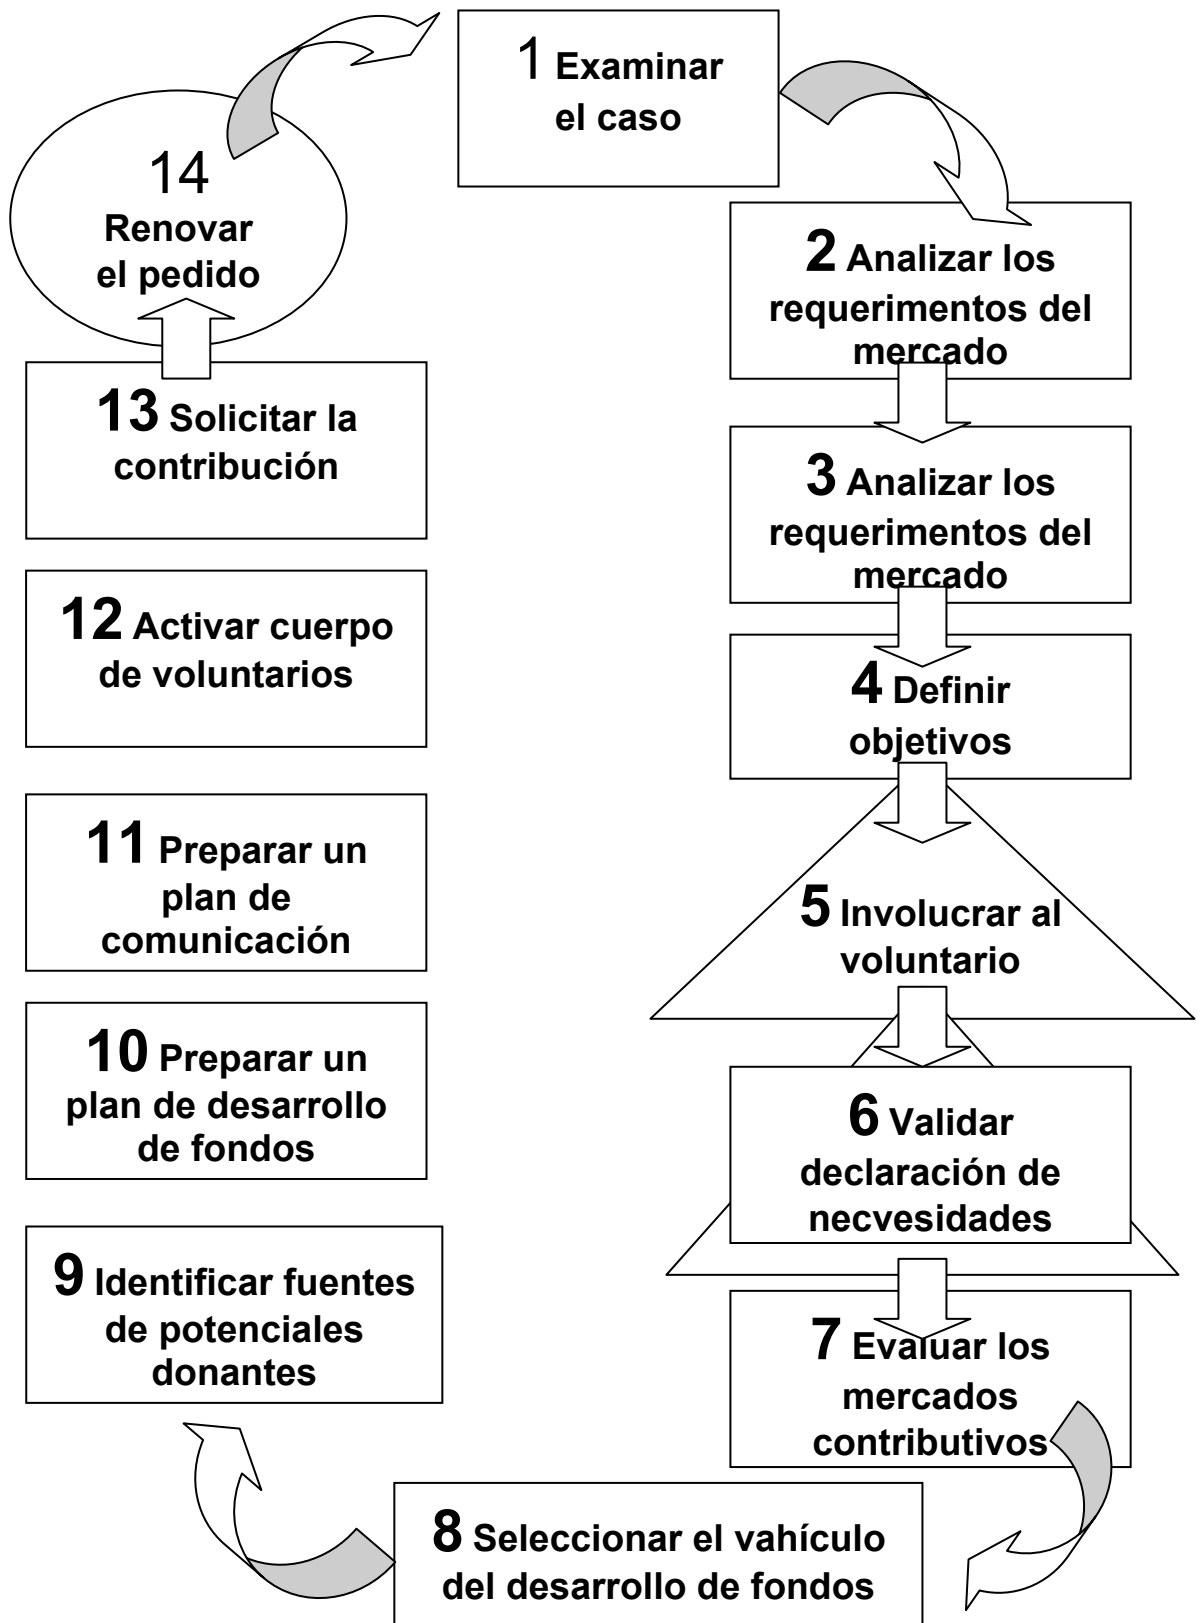 1 Examinar
el caso
2 Analizar los
requerimentos del
mercado
3 Analizar los
requerimentos del
mercado
4 Definir
objetivos
5 Involucrar al
voluntario
6 Validar
declaración de
necvesidades
7 Evaluar los
mercados
contributivos
8 Seleccionar el vahículo
del desarrollo de fondos
9 Identificar fuentes
de potenciales
donantes
10 Preparar un
plan de desarrollo
de fondos
11 Preparar un
plan de
comunicación
12 Activar cuerpo
de voluntarios
13 Solicitar la
contribución
14
Renovar
el pedido